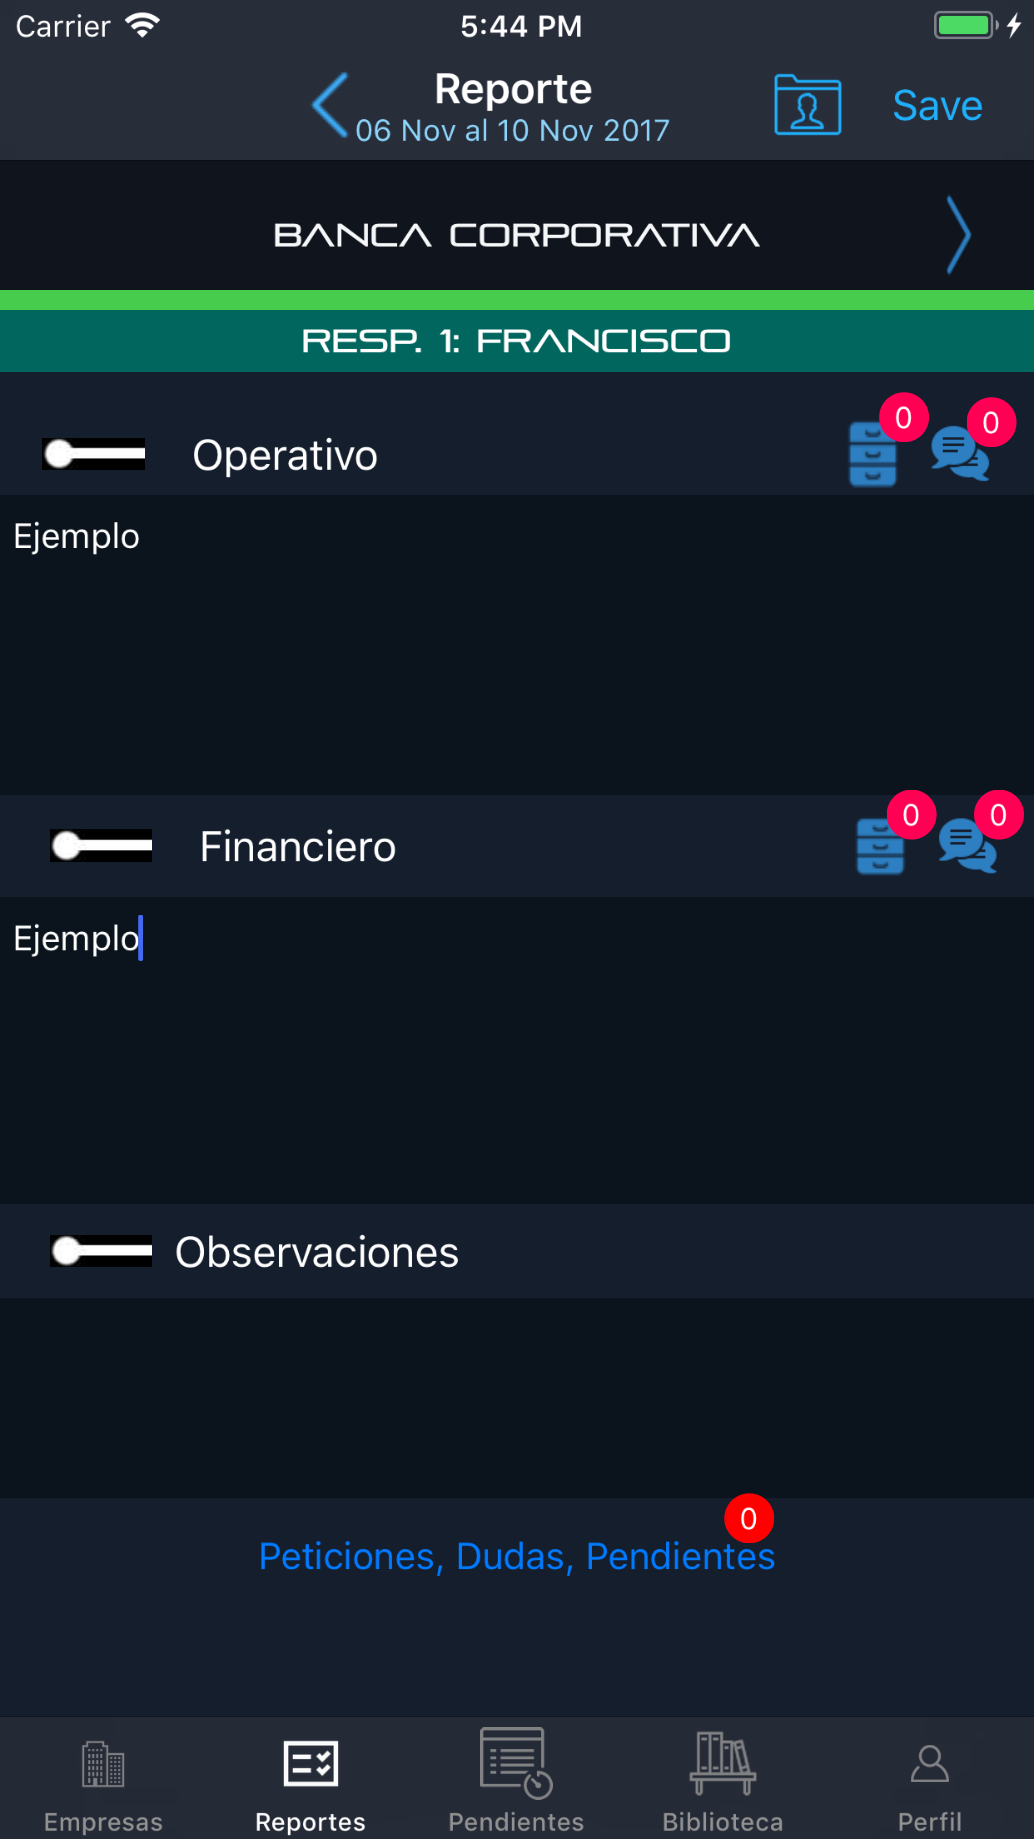 Carrier 5:44 PM
Reporte
06 Nov al 10 Nov 2017
Save
BANCA CORPORATIVA
RESP. 1: FRANCISCO
Operativo 0 0
Ejemplo
Financiero 0 0
Ejemplo
Observaciones
0
Peticiones, Dudas, Pendientes
Empresas Reportes Pendientes Biblioteca Perfil